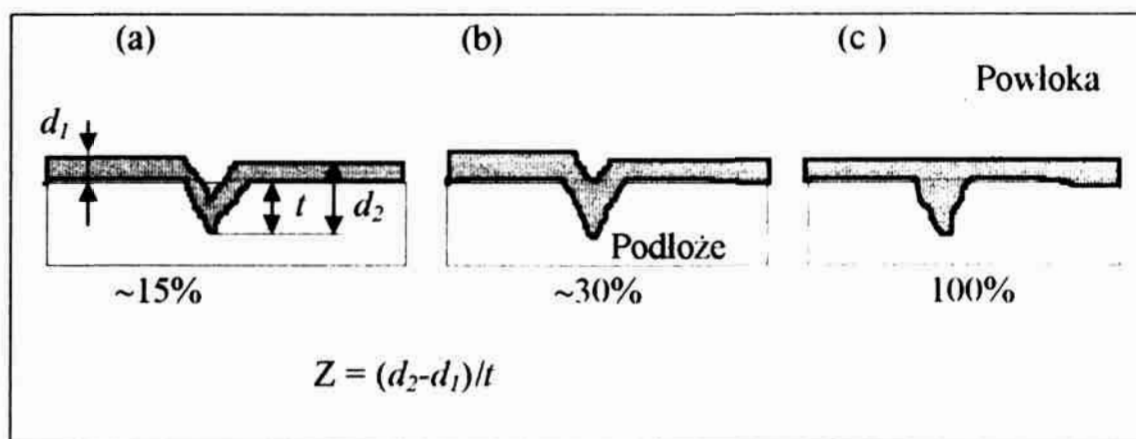 (a) (b) (c )
Powłoka
d₁
t d₂
Podłoże
~15% ~30% 100%
Z = (d₂-d₁)/t